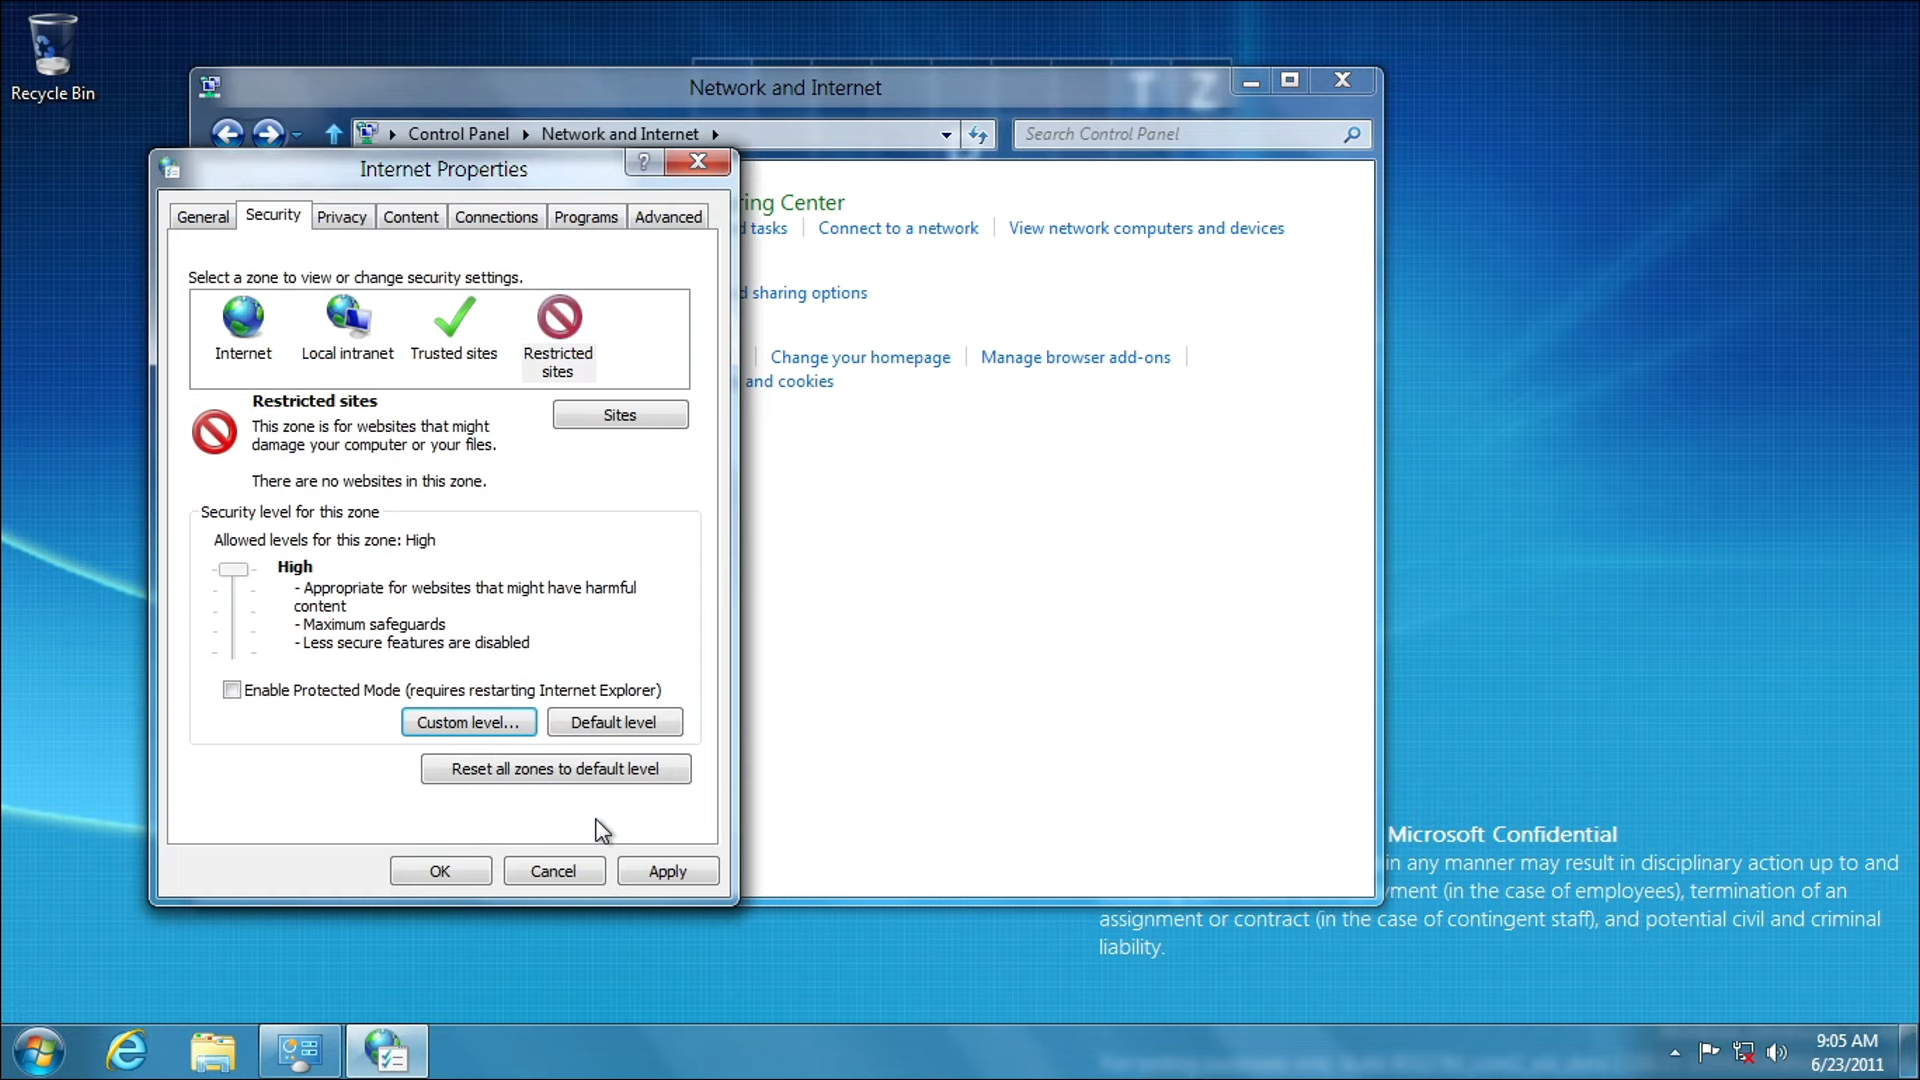 Recycle Bin
Network and Internet
Control Panel
Network and Internet
Search Control Panel
Internet Properties
General
Security
Privacy
Content
Connections
Programs
Advanced
ring Center
d tasks
Connect to a network
View network computers and devices
d sharing options
Change your homepage
Manage browser add-ons
and cookies
Select a zone to view or change security settings.
Internet
Local intranet
Trusted sites
Restricted
sites
Restricted sites
Sites
This zone is for websites that might
damage your computer or your files.
There are no websites in this zone.
Security level for this zone
Allowed levels for this zone: High
High
- Appropriate for websites that might have harmful
content
- Maximum safeguards
- Less secure features are disabled
Enable Protected Mode (requires restarting Internet Explorer)
Custom level...
Default level
Reset all zones to default level
OK
Cancel
Apply
Microsoft Confidential
in any manner may result in disciplinary action up to and
yment (in the case of employees), termination of an
assignment or contract (in the case of contingent staff), and potential civil and criminal
liability.
9:05 AM
6/23/2011